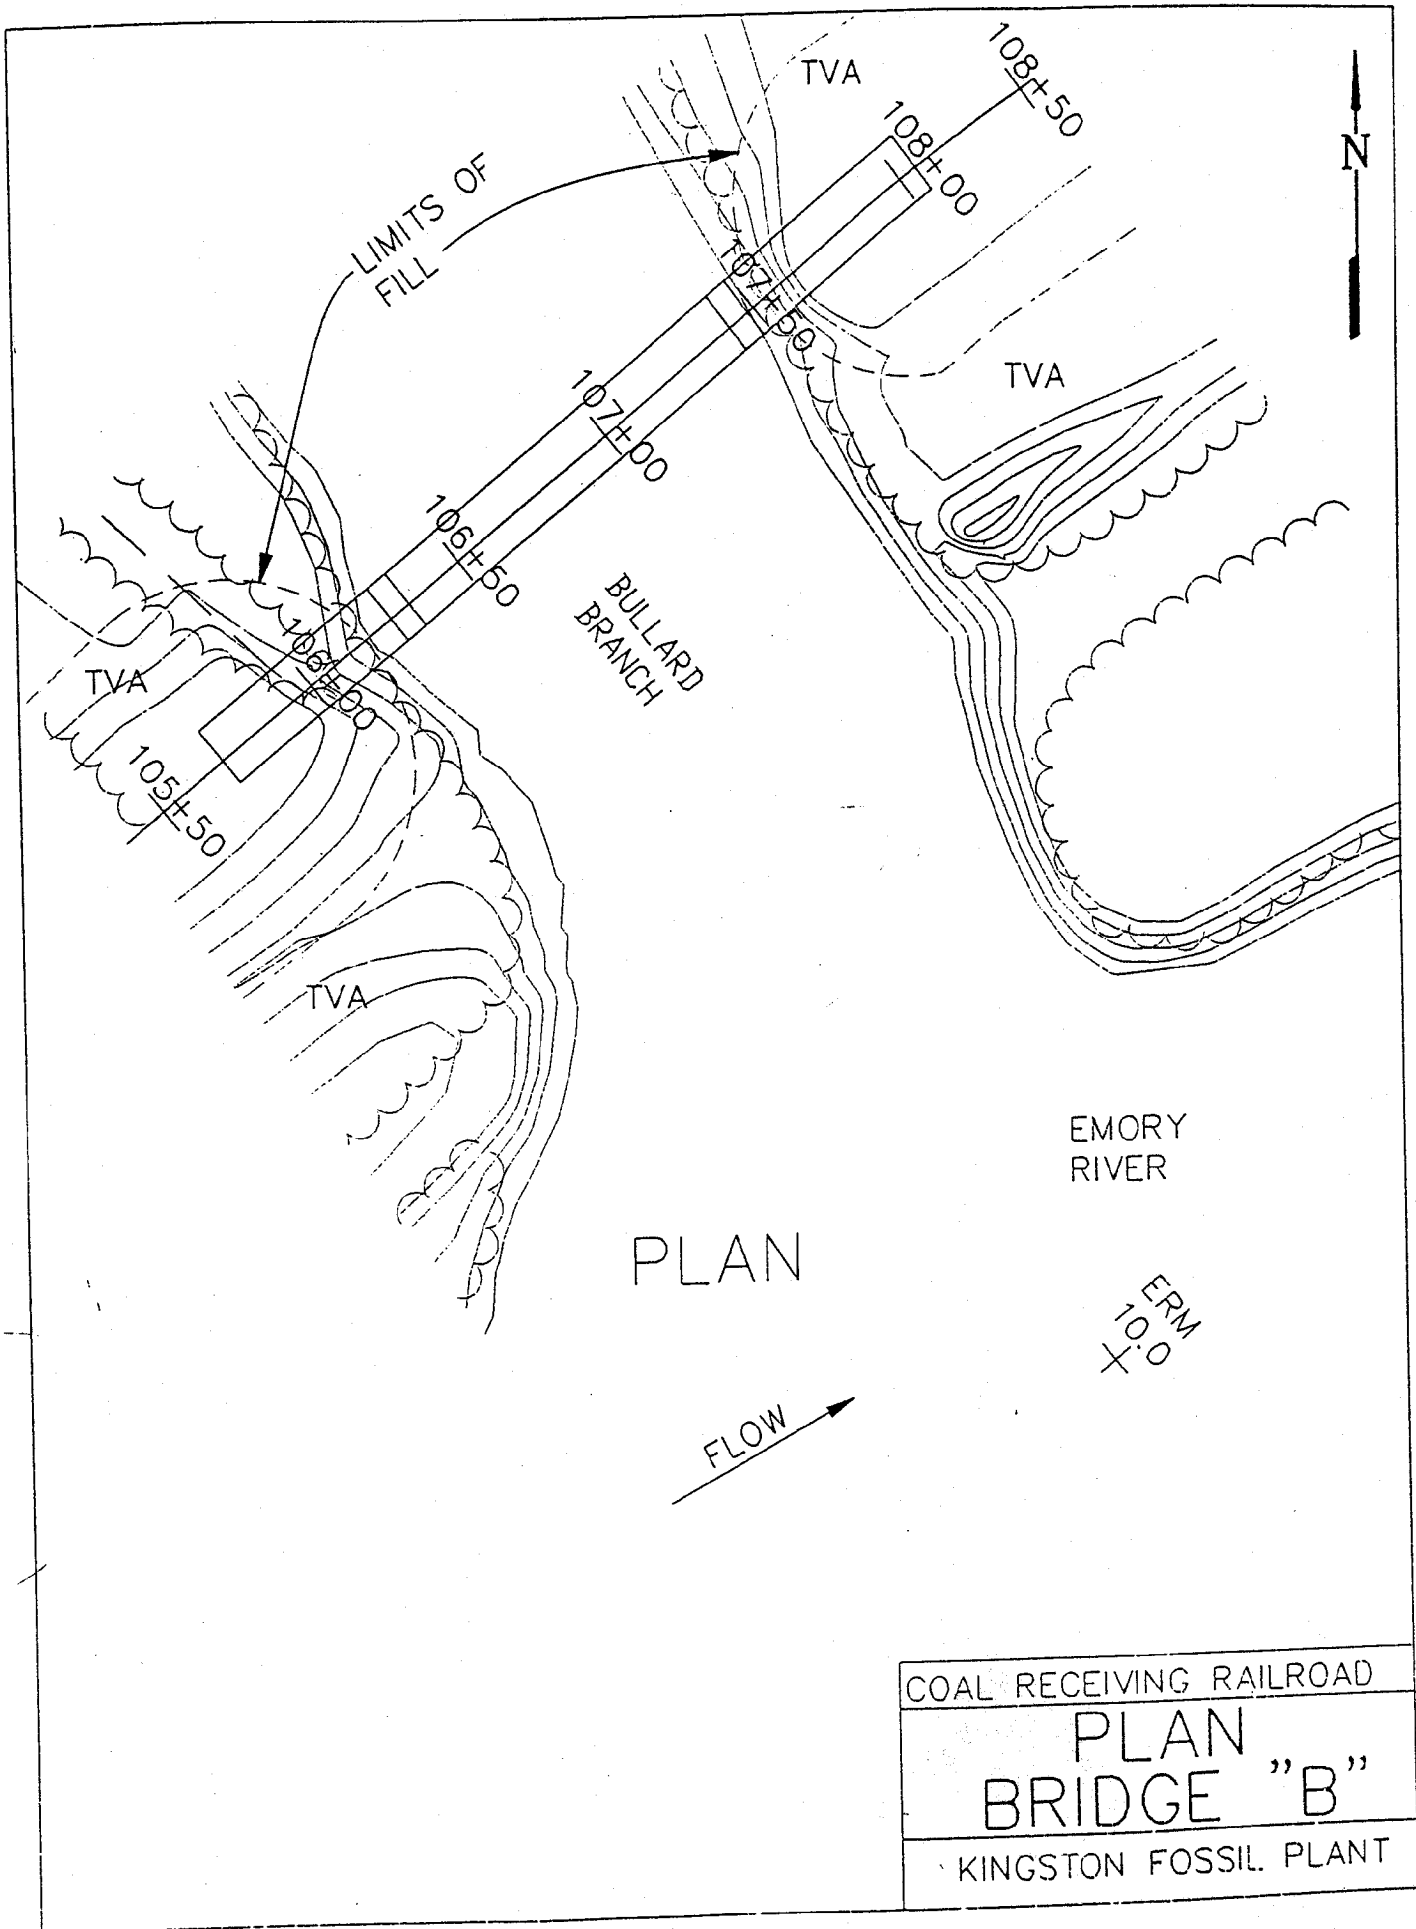 TVA
108+50
108+00
N
LIMITS OF
FILL
107+50
TVA
107+00
106+50
BULLARD
BRANCH
106+00
TVA
105+50
TVA
EMORY
RIVER
PLAN
ERM
10.0
X
FLOW
COAL RECEIVING RAILROAD
PLAN
BRIDGE "B"
KINGSTON FOSSIL PLANT